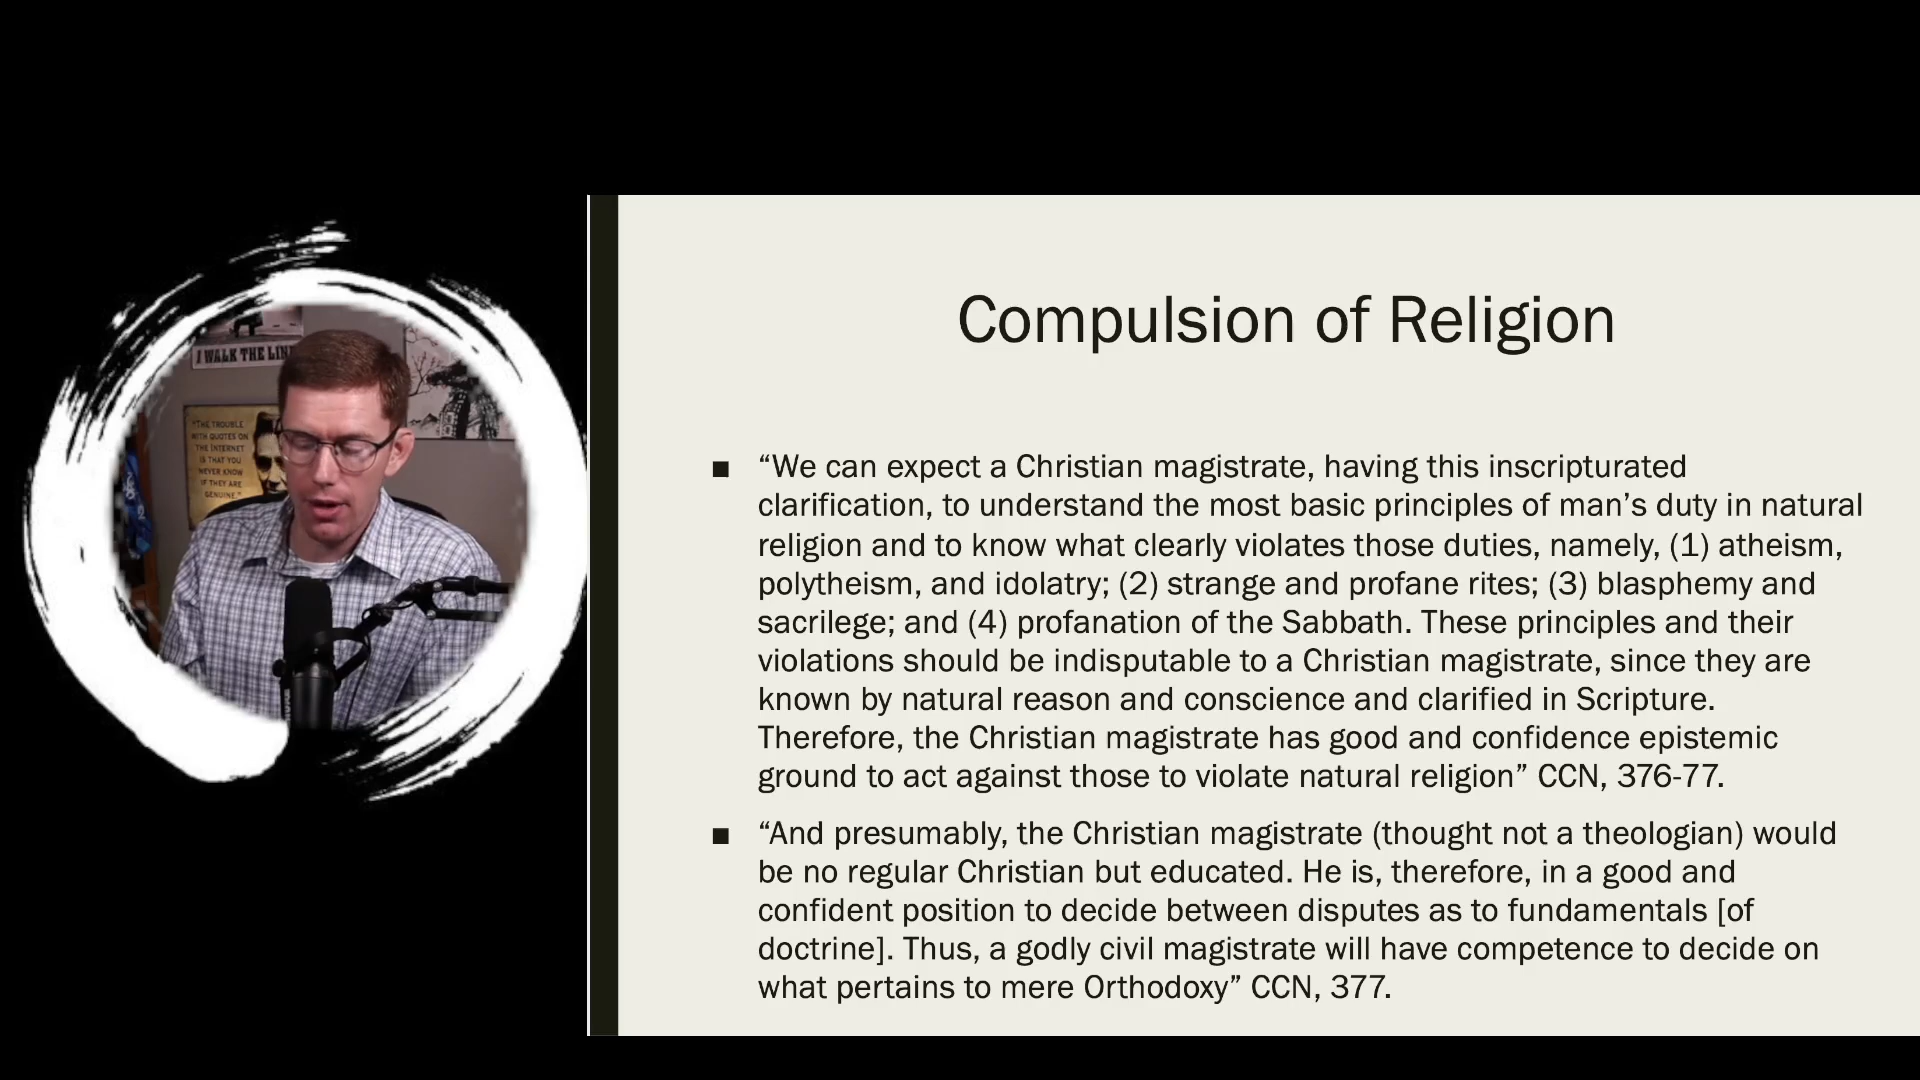 I WALK THE LINE
"THE TROUBLE
WITH QUOTES ON
THE INTERNET
IS THAT YOU
NEVER KNOW
IF THEY ARE
GENUINE."
Compulsion of Religion
■ “We can expect a Christian magistrate, having this inscripturated
clarification, to understand the most basic principles of man’s duty in natural
religion and to know what clearly violates those duties, namely, (1) atheism,
polytheism, and idolatry; (2) strange and profane rites; (3) blasphemy and
sacrilege; and (4) profanation of the Sabbath. These principles and their
violations should be indisputable to a Christian magistrate, since they are
known by natural reason and conscience and clarified in Scripture.
Therefore, the Christian magistrate has good and confidence epistemic
ground to act against those to violate natural religion” CCN, 376-77.
■ “And presumably, the Christian magistrate (thought not a theologian) would
be no regular Christian but educated. He is, therefore, in a good and
confident position to decide between disputes as to fundamentals [of
doctrine]. Thus, a godly civil magistrate will have competence to decide on
what pertains to mere Orthodoxy” CCN, 377.